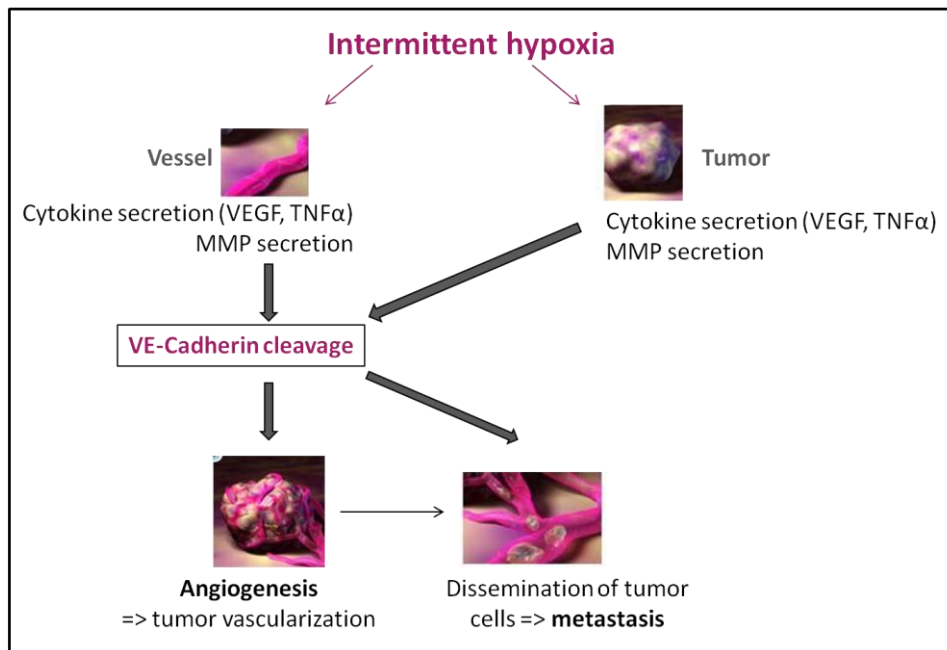 Intermittent hypoxia
Vessel
Cytokine secretion (VEGF, TNFα)
MMP secretion
Tumor
Cytokine secretion (VEGF, TNFα)
MMP secretion
VE-Cadherin cleavage
Angiogenesis
=> tumor vascularization
Dissemination of tumor
cells => metastasis